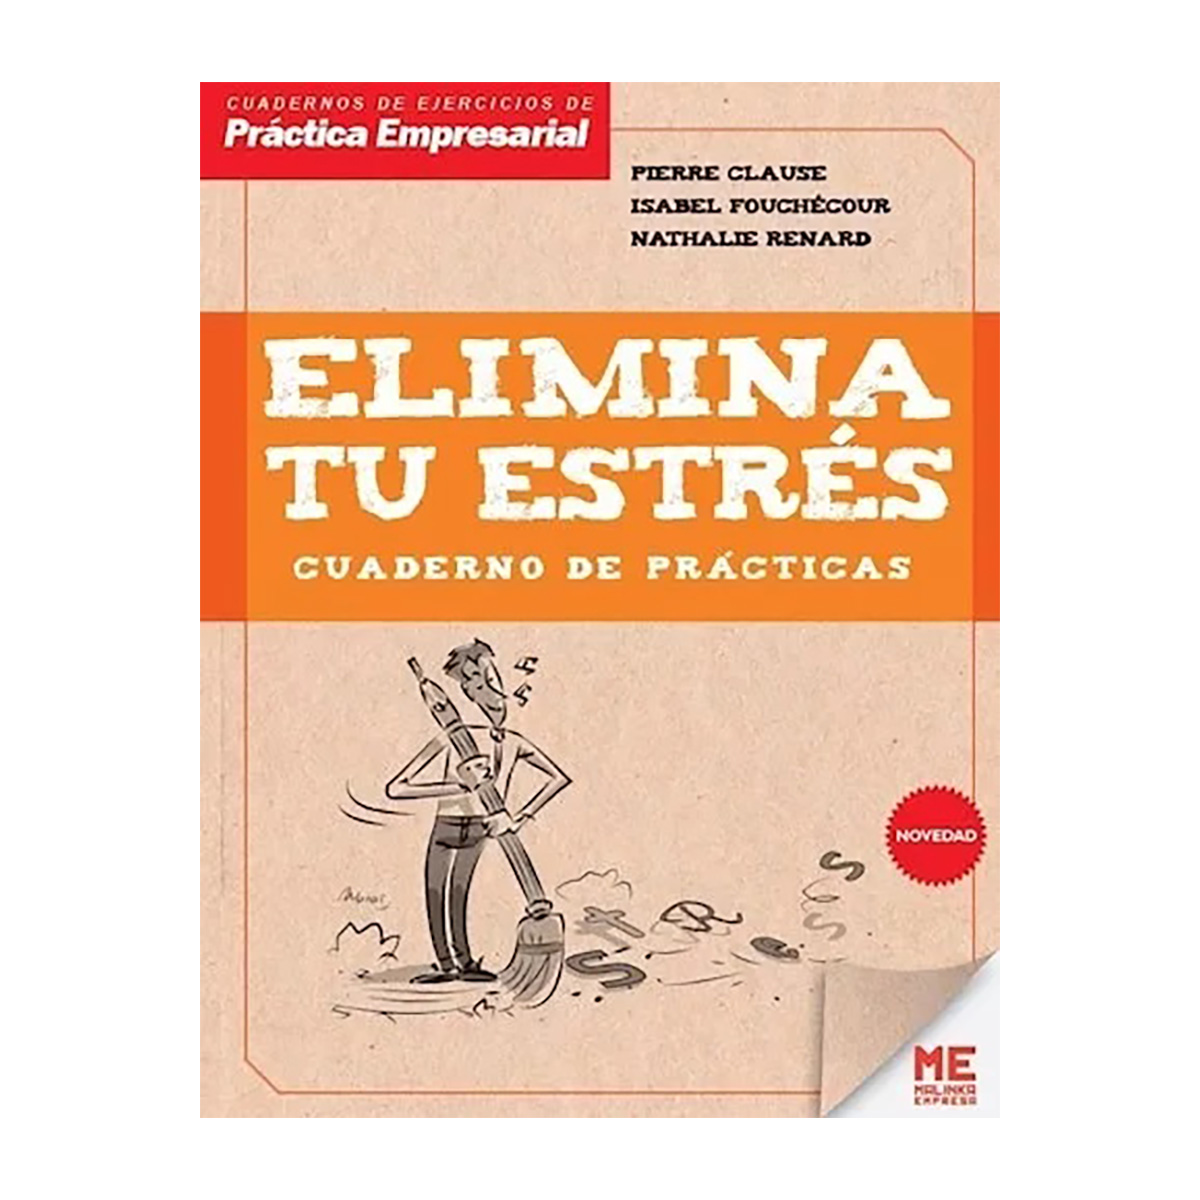 CUADERNOS DE EJERCICIOS DE
Práctica Empresarial
PIERRE CLAUSE
ISABEL FOUCHÉCOUR
NATHALIE RENARD
ELIMINA
TU ESTRÉS
CUADERNO DE PRÁCTICAS
NOVEDAD
STRES
ME
MALINKA
EMPRESA